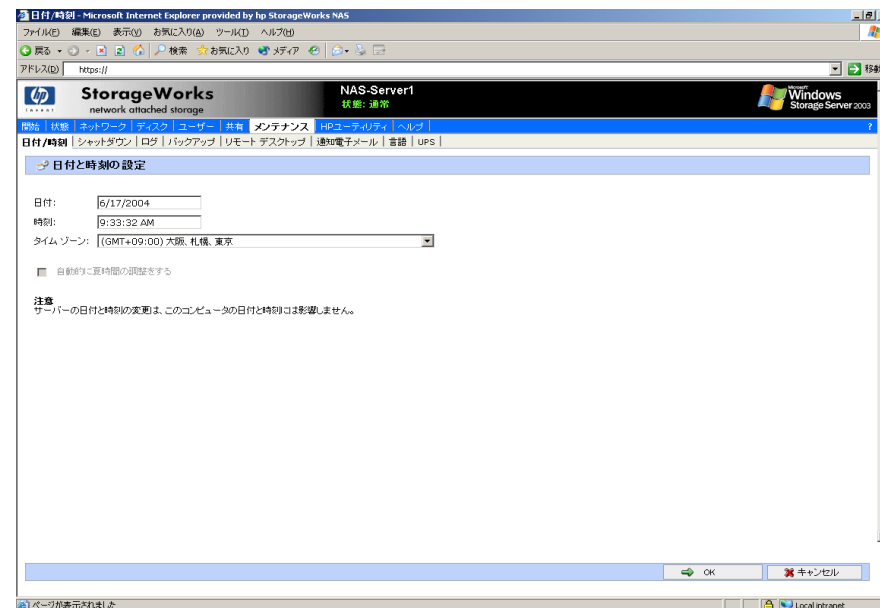 日付/時刻 - Microsoft Internet Explorer provided by hp StorageWorks NAS
ファイル(F) 編集(E) 表示(V) お気に入り(A) ツール(T) ヘルプ(H)
戻る 検索 お気に入り メディア
アドレス(D) https:// 移動
hp invent StorageWorks NAS-Server1 Microsoft Windows
network attached storage 状態: 通常 Storage Server 2003
開始 | 状態 | ネットワーク | ディスク | ユーザー | 共有 | メンテナンス | HPユーティリティ | ヘルプ | ?
日付/時刻 | シャットダウン | ログ | バックアップ | リモート デスクトップ | 通知電子メール | 言語 | UPS |
日付と時刻の設定
日付: 6/17/2004
時刻: 9:33:32 AM
タイム ゾーン: (GMT+09:00) 大阪、札幌、東京
自動的に夏時間の調整をする
注意
サーバーの日付と時刻の変更は、このコンピュータの日付と時刻には影響しません。
OK キャンセル
ページが表示されました Local intranet